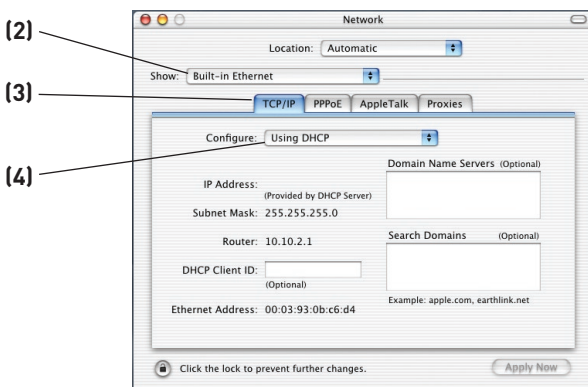 (2)
(3)
(4)
Network
Location: Automatic
Show: Built-in Ethernet
TCP/IP PPPoE AppleTalk Proxies
Configure: Using DHCP
Domain Name Servers (Optional)
IP Address:
(Provided by DHCP Server)
Subnet Mask: 255.255.255.0
Router: 10.10.2.1
Search Domains (Optional)
DHCP Client ID:
(Optional)
Example: apple.com, earthlink.net
Ethernet Address: 00:03:93:0b:c6:d4
Click the lock to prevent further changes.
Apply Now